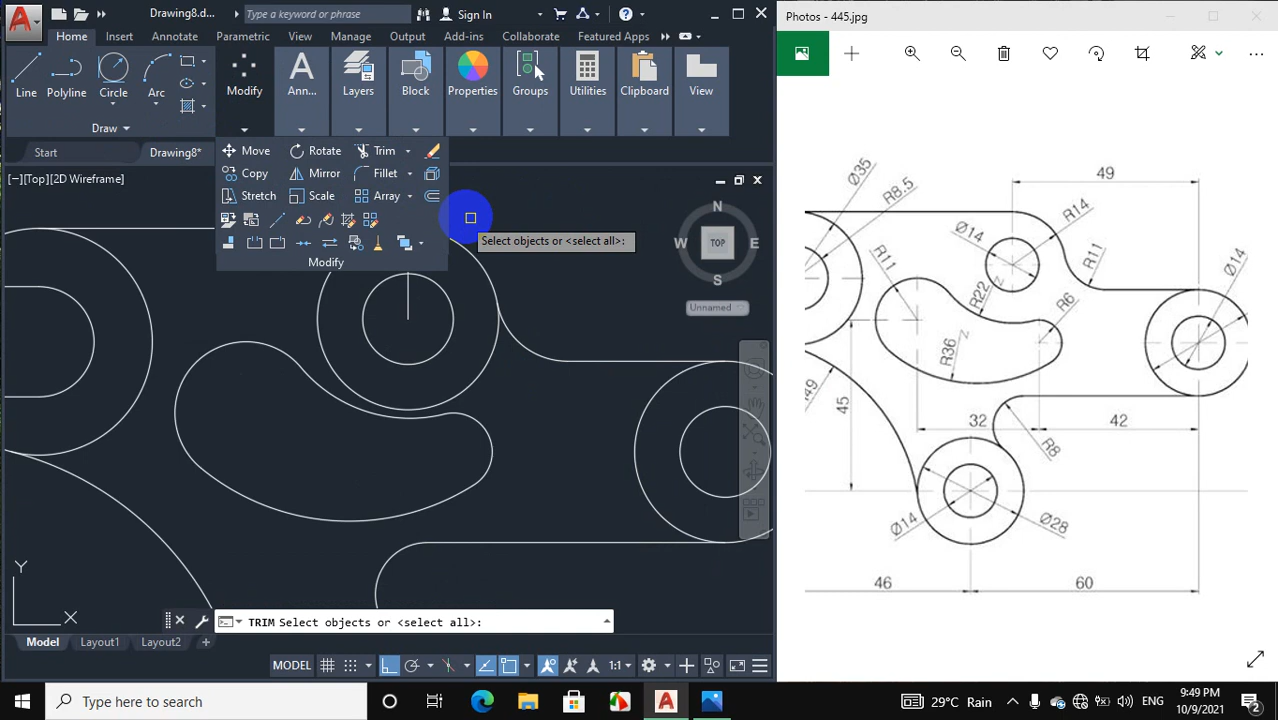 Drawing8.d...
Type a keyword or phrase
Sign In
Photos - 445.jpg
Home
Insert
Annotate
Parametric
View
Manage
Output
Add-ins
Collaborate
Featured Apps
Line
Polyline
Circle
Arc
Modify
Ann...
Layers
Block
Properties
Groups
Utilities
Clipboard
View
Draw
Start
Drawing8*
Move
Rotate
Trim
Copy
Mirror
Fillet
Stretch
Scale
Array
Modify
[−][Top][2D Wireframe]
Select objects or <select all>:
N
W
TOP
E
S
Unnamed
Y
X
TRIM Select objects or <select all>:
Model
Layout1
Layout2
MODEL
1:1
Ø35
R8.5
49
R14
Ø14
R11
R11
Ø14
R22
R6
R36
45
32
42
R8
Ø14
Ø28
46
60
Type here to search
29°C Rain
ENG
9:49 PM
10/9/2021
2